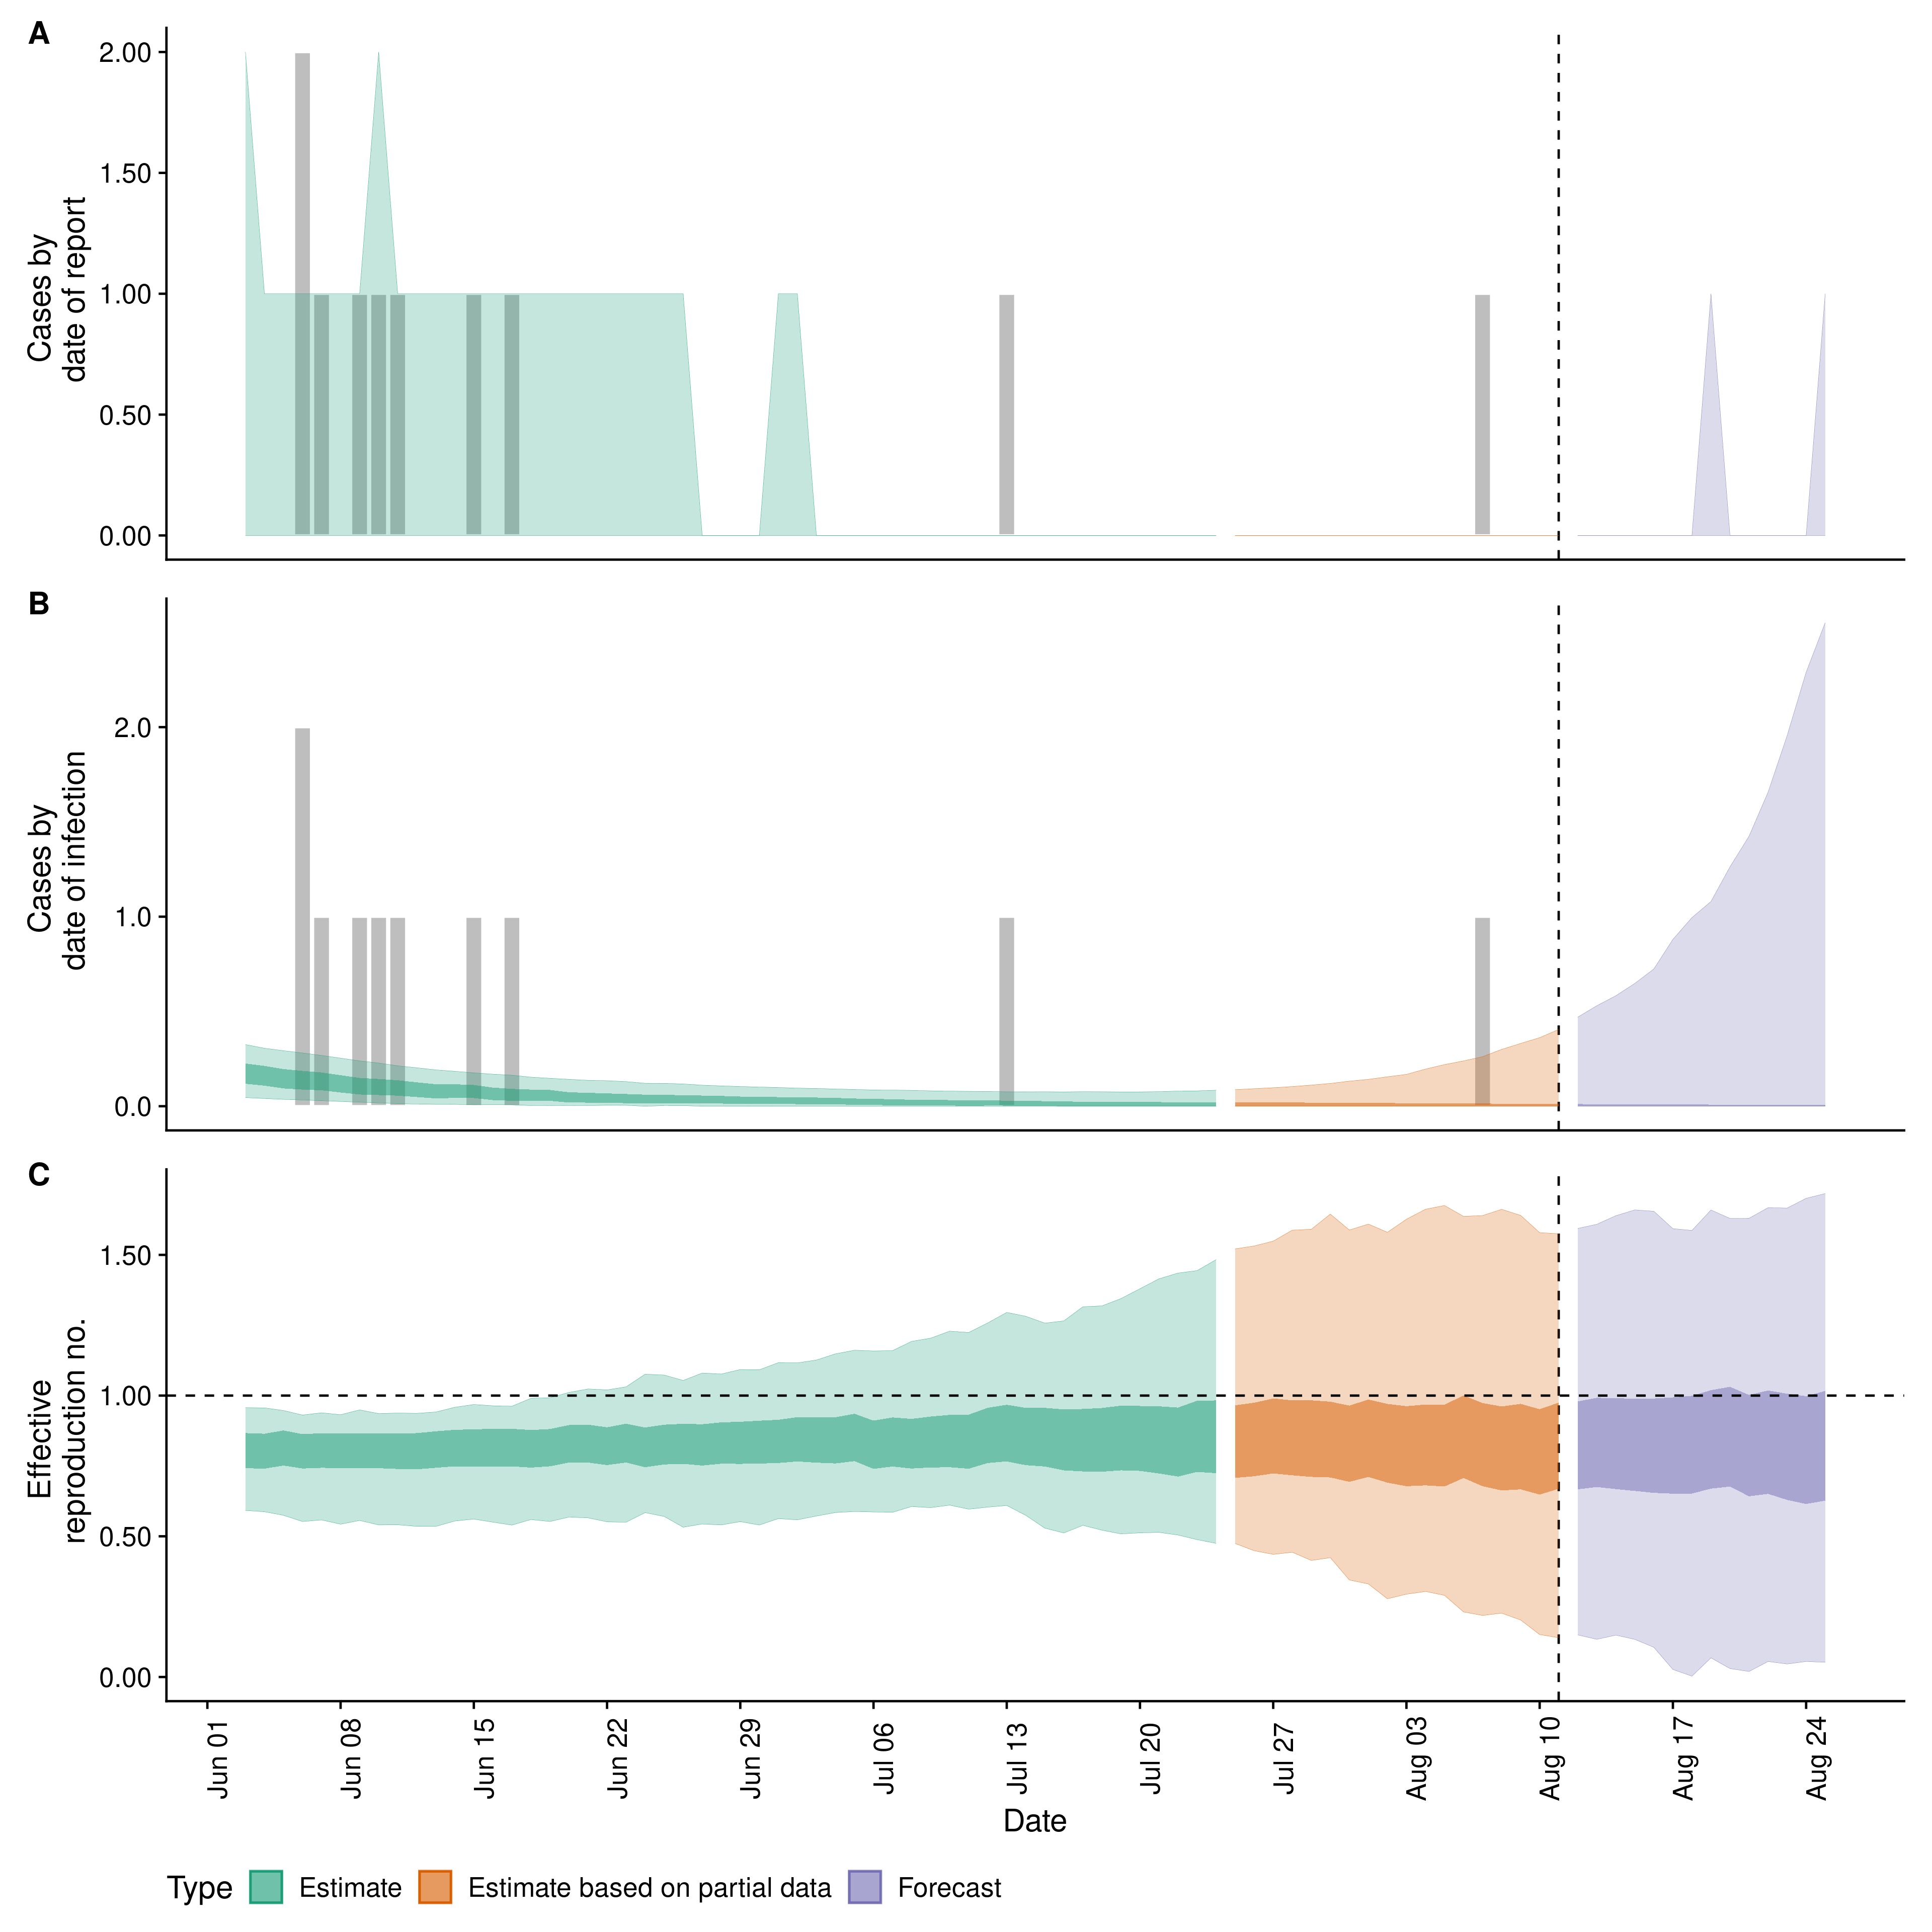 A
2.00
1.50
1.00
0.50
0.00
Cases by
date of report
B
2.0
1.0
0.0
Cases by
date of infection
C
1.50
1.00
0.50
0.00
Effective
reproduction no.
Jun 01
Jun 08
Jun 15
Jun 22
Jun 29
Jul 06
Jul 13
Jul 20
Jul 27
Aug 03
Aug 10
Aug 17
Aug 24
Date
Type Estimate Estimate based on partial data Forecast